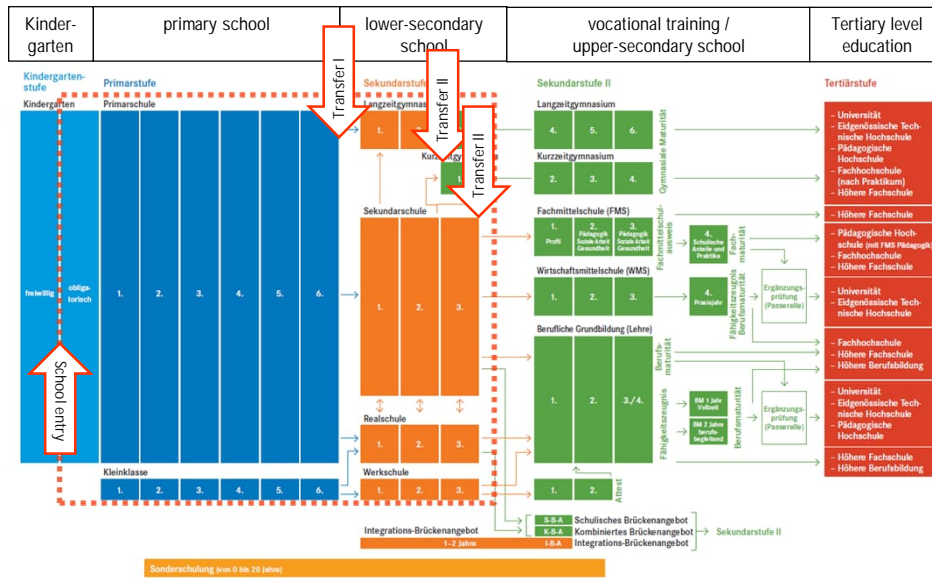 Kinder-
garten
primary school
lower-secondary
school
vocational training /
upper-secondary school
Tertiary level
education
Transfer I
Transfer II
Transfer II
School entry
Kindergarten-
stufe
Kindergarten
freiwillig
obliga-
torisch
Primarstufe
Primarschule
1.
2.
3.
4.
5.
6.
Kleinklasse
1.
2.
3.
4.
5.
6.
Sekundarstufe
Langzeitgymnas
1.
2
Kurzzeitgy
1.
Sekundarschule
1.
2.
3.
Realschule
1.
2.
3.
Werkschule
1.
2.
3.
Integrations-Brückenangebot
1–2 Jahre
I-B-A
Integrations-Brückenangebot
S-B-A
Schulisches Brückenangebot
K-B-A
Kombiniertes Brückenangebot
Sekundarstufe II
Sekundarstufe II
Langzeitgymnasium
4.
5.
6.
Kurzzeitgymnasium
2.
3.
4.
Gymnasiale Maturität
Fachmittelschule (FMS)
1.
Profil
2.
Pädagogik
Soziale Arbeit
Gesundheit
3.
Pädagogik
Soziale Arbeit
Gesundheit
Fachmittelschul-
ausweis
4.
Schulische
Anteile und
Praktika
Fach-
maturität
Wirtschaftsmittelschule (WMS)
1.
2.
3.
4.
Praxisjahr
Fähigkeitszeugnis
Berufsmaturität
Ergänzungs-
prüfung
(Passerelle)
Berufliche Grundbildung (Lehre)
1.
2.
3./4.
Berufs-
maturität
Fähigkeitszeugnis
BM 1 Jahr
Vollzeit
BM 2 Jahre
berufs-
begleitend
Berufsmaturität
Ergänzungs-
prüfung
(Passerelle)
1.
2.
Attest
Tertiärstufe
– Universität
– Eidgenössische Tech-
nische Hochschule
– Pädagogische
Hochschule
– Fachhochschule
(nach Praktikum)
– Höhere Fachschule
– Höhere Fachschule
– Pädagogische Hoch-
schule (mit FMS Pädagogik)
– Fachhochschule
– Höhere Fachschule
– Universität
– Eidgenössische Tech-
nische Hochschule
– Fachhochschule
– Höhere Fachschule
– Höhere Berufsbildung
– Universität
– Eidgenössische Tech-
nische Hochschule
– Pädagogische
Hochschule
– Höhere Fachschule
– Höhere Berufsbildung
Sonderschulung (von 0 bis 20 Jahre)